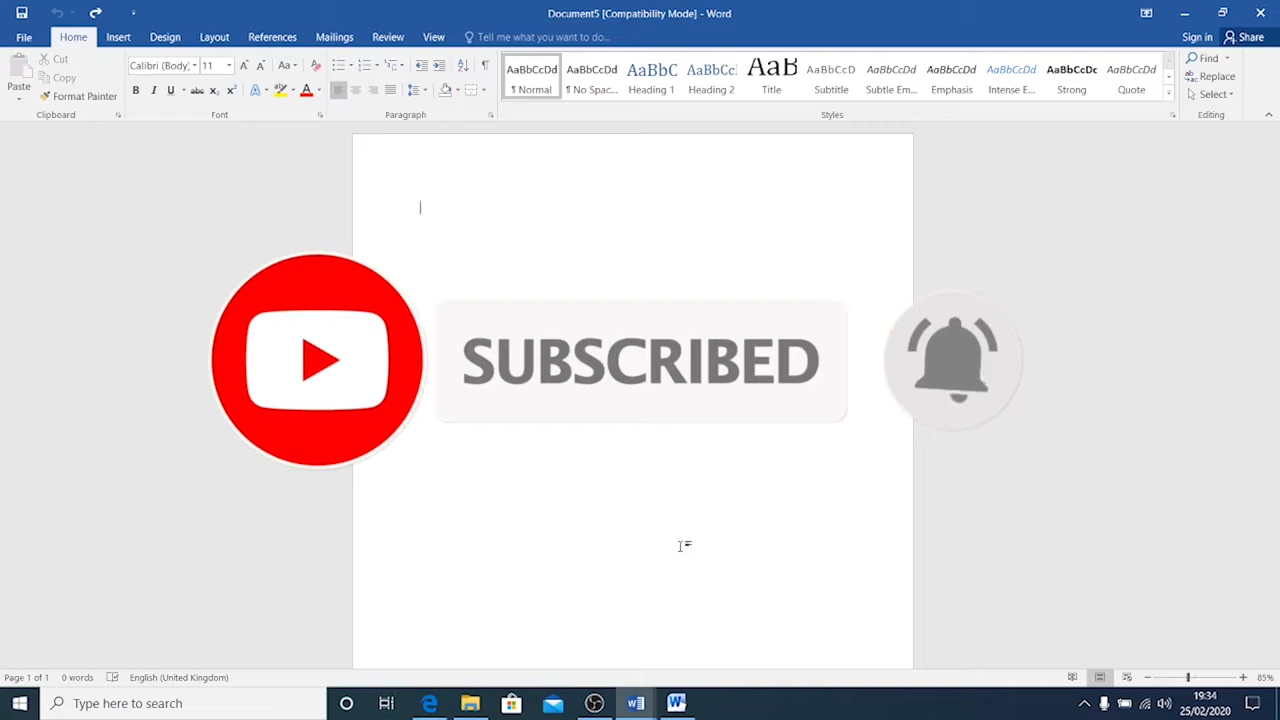 Document5 [Compatibility Mode] - Word
File Home Insert Design Layout References Mailings Review View Tell me what you want to do... Sign in Share
Paste Cut Copy Format Painter
Clipboard
Calibri (Body) 11 Aa
B I U abc x₂ x² A A
Font
Paragraph
AaBbCcDd AaBbCcDd AaBbC AaBbCc AaB AaBbCcD AaBbCcDd AaBbCcDd AaBbCcDd AaBbCcDc AaBbCcDd
¶ Normal ¶ No Spac... Heading 1 Heading 2 Title Subtitle Subtle Em... Emphasis Intense E... Strong Quote
Styles
Find
Replace
Select
Editing
SUBSCRIBED
Page 1 of 1 0 words English (United Kingdom) 85%
Type here to search
19:34
25/02/2020